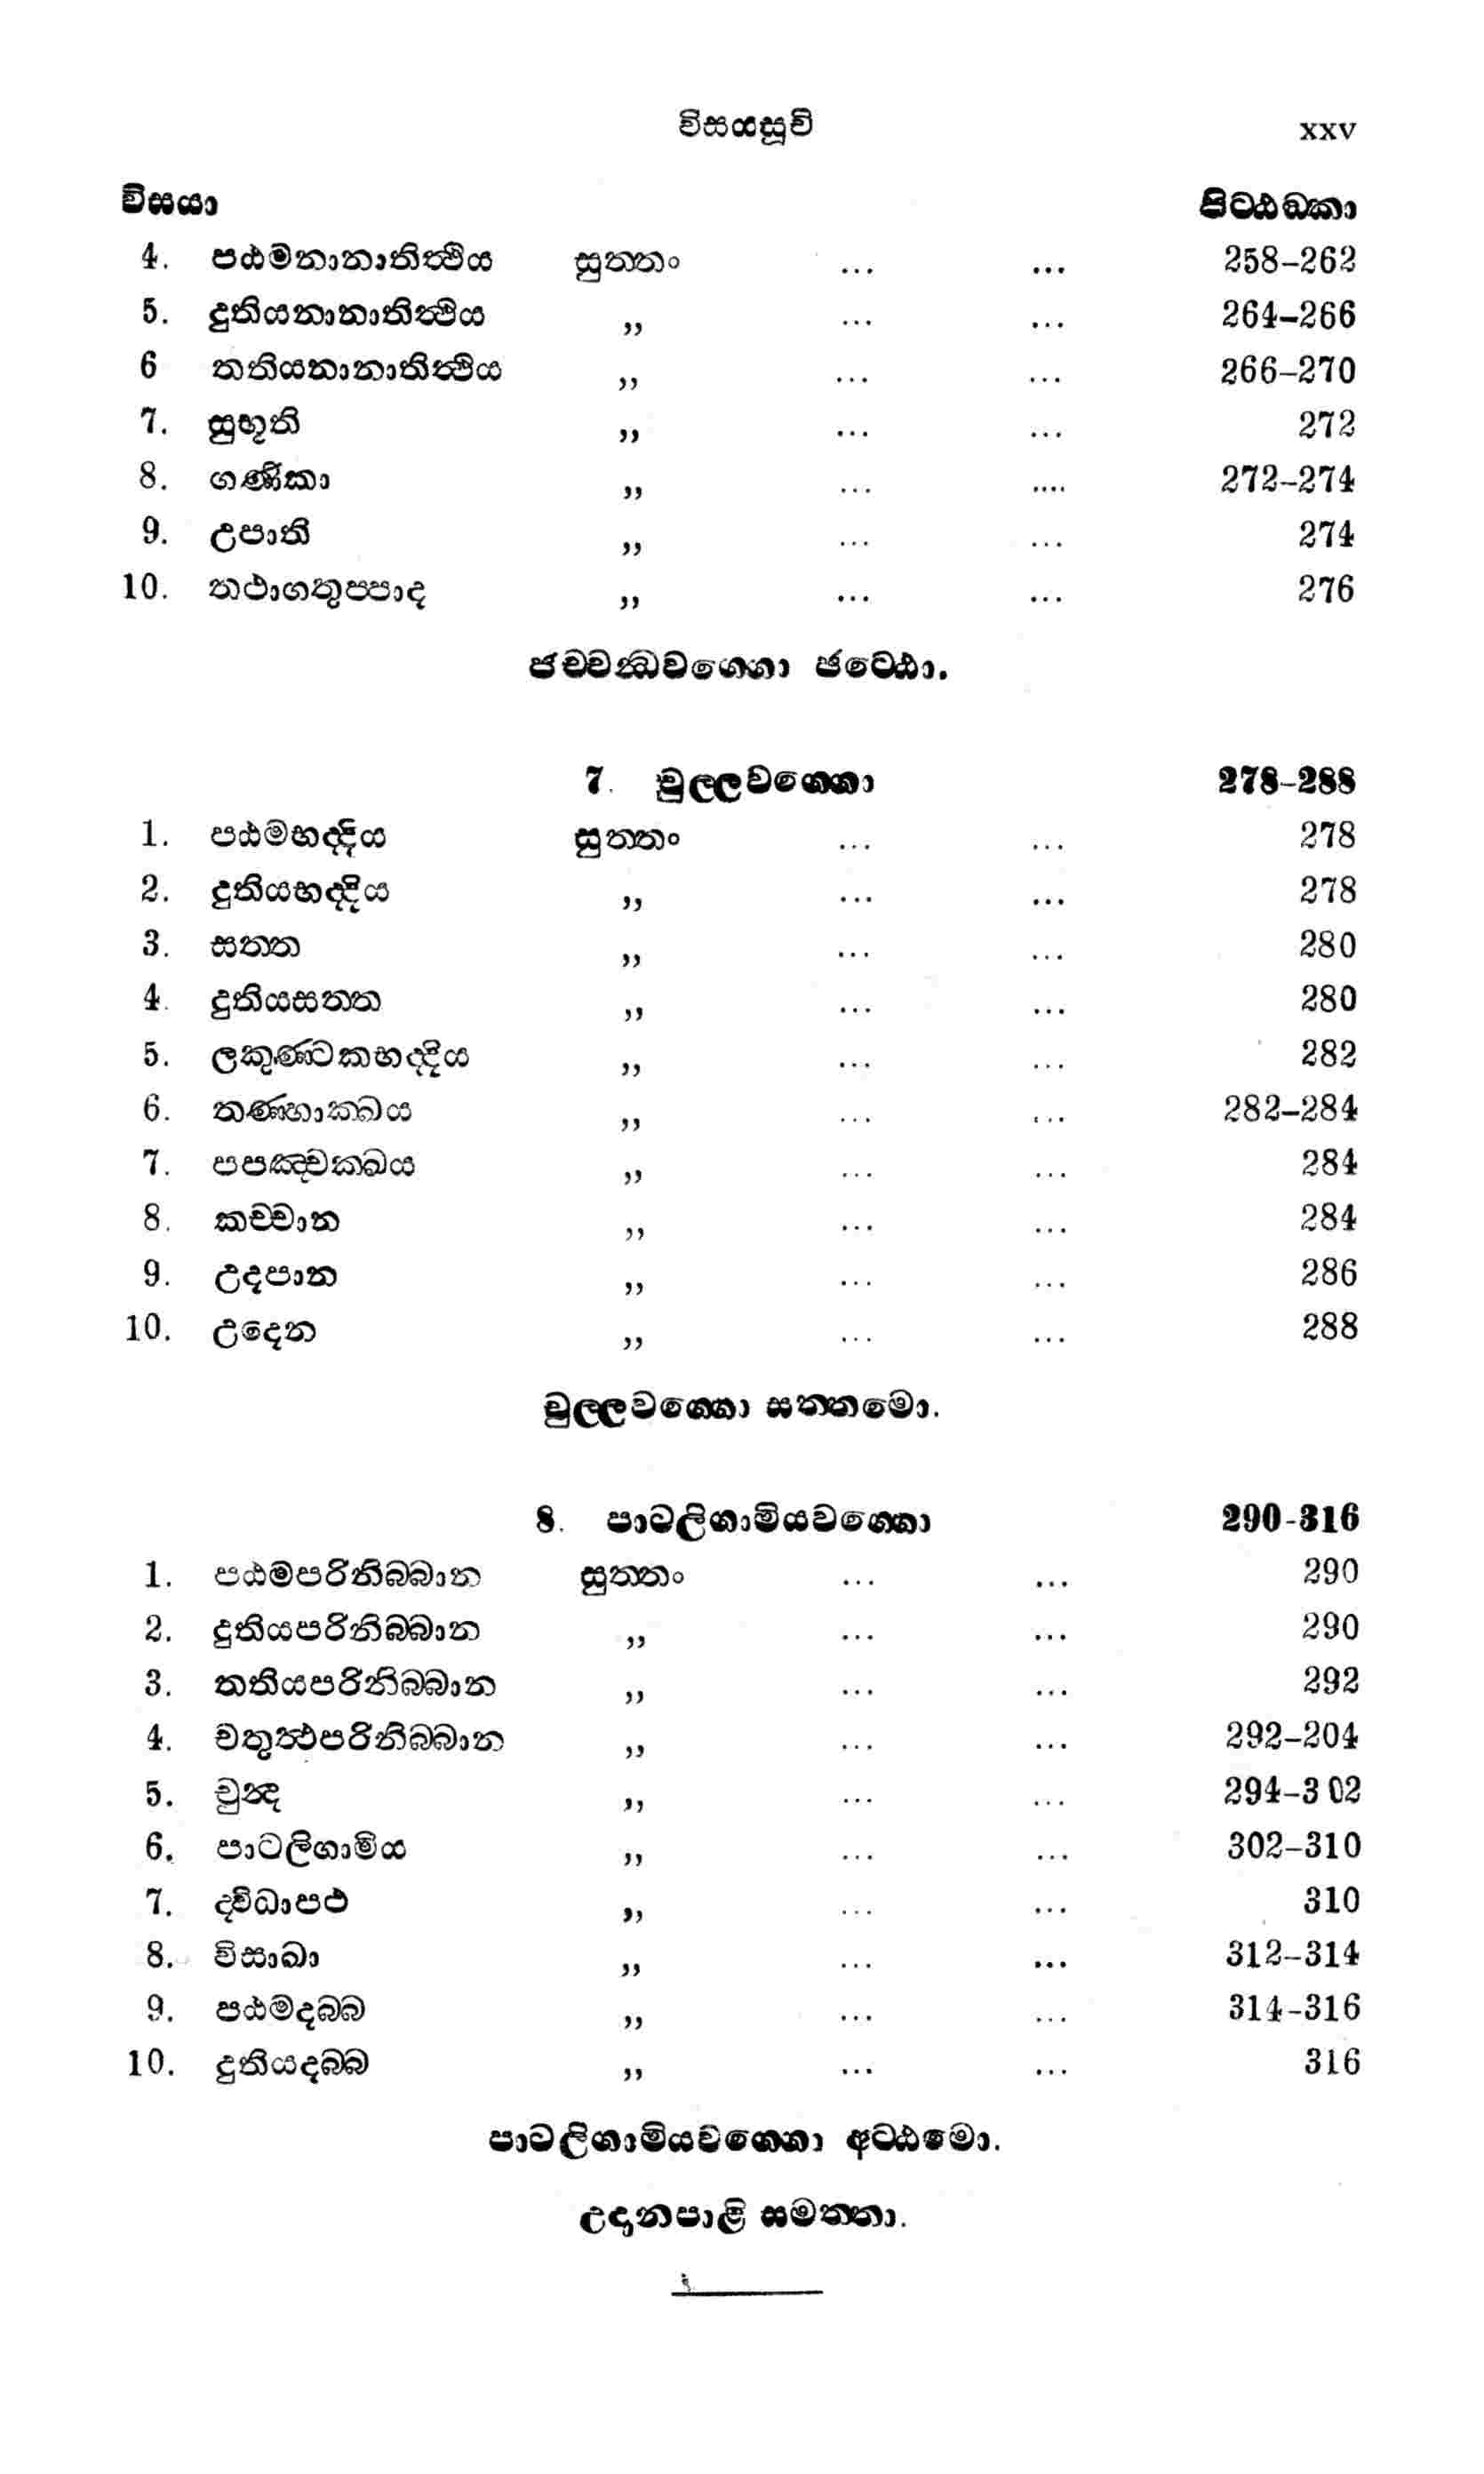 විසයසූචි xxv
විසයා පිට්ඨඞ්කා
4. පඨමනානාතිත්ථිය සුත්තං ... ... 258–262
5. දුතියනානාතිත්ථිය ,, ... ... 264–266
6 තතියනානාතිත්ථිය ,, ... ... 266–270
7. සුභූති ,, ... ... 272
8. ගණිකා ,, ... .... 272–274
9. උපාති ,, ... ... 274
10. තථාගතුප්පාද ,, ... ... 276
ජච්චන්ධවග්ගො ඡට්ඨො.
7. චුල්ලවග්ගො 278–288
1. පඨමභද්දිය සුත්තං ... ... 278
2. දුතියභද්දිය ,, ... ... 278
3. සත්ත ,, ... ... 280
4. දුතියසත්ත ,, ... ... 280
5. ලකුණ්ටකභද්දිය ,, ... ... 282
6. තණ්හාක්ඛය ,, ... ... 282–284
7. පපඤ්චක්ඛය ,, ... ... 284
8. කච්චාන ,, ... ... 284
9. උදපාන ,, ... ... 286
10. උදෙන ,, ... ... 288
චුල්ලවග්ගො සත්තමො.
8. පාටලිගාමියවග්ගො 290-316
1. පඨමපරිනිබ්බාන සුත්තං ... ... 290
2. දුතියපරිනිබ්බාන ,, ... ... 290
3. තතියපරිනිබ්බාන ,, ... ... 292
4. චතුත්ථපරිනිබ්බාන ,, ... ... 292–204
5. චුන්ද ,, ... ... 294–302
6. පාටලිගාමිය ,, ... ... 302–310
7. ද්විධාපථ ,, ... ... 310
8. විසාඛා ,, ... ... 312–314
9. පඨමදබ්බ ,, ... ... 314-316
10. දුතියදබ්බ ,, ... ... 316
පාටලිගාමියවග්ගො අට්ඨමො.
උදානපාළි සමත්තා.